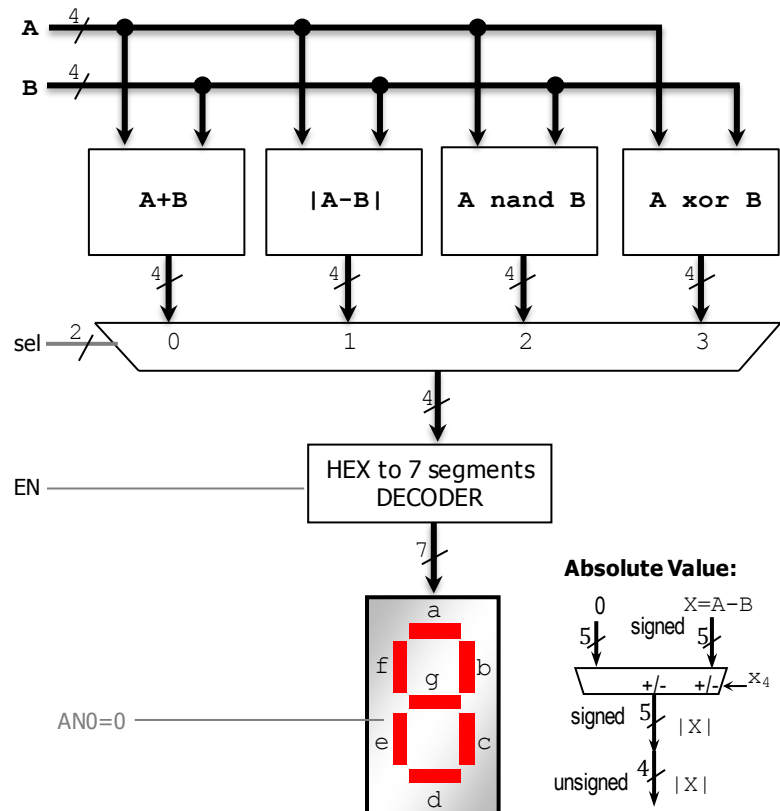 A 4
B 4
A+B |A-B| A nand B A xor B
4 4 4 4
sel 2 0 1 2 3
4
EN HEX to 7 segments
DECODER
7
Absolute Value:
a
0 X=A-B
5 signed 5
f b
g
+/- +/- x4
AN0=0
signed 5 |X|
e c
unsigned 4 |X|
d